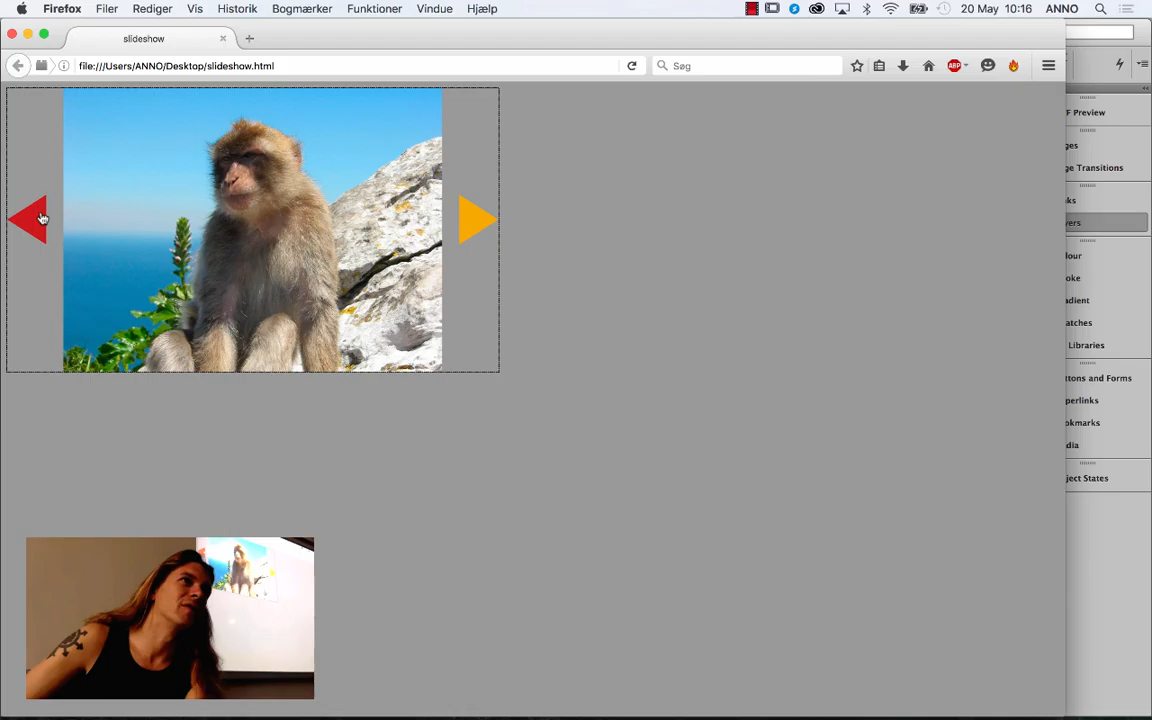 Firefox Filer Rediger Vis Historik Bogmærker Funktioner Vindue Hjælp 20 May 10:16 ANNO
slideshow
file:///Users/ANNO/Desktop/slideshow.html Søg ABP
F Preview
ges
ge Transitions
ks
ers
lour
oke
adient
atches
Libraries
ttons and Forms
perlinks
okmarks
dia
ject States